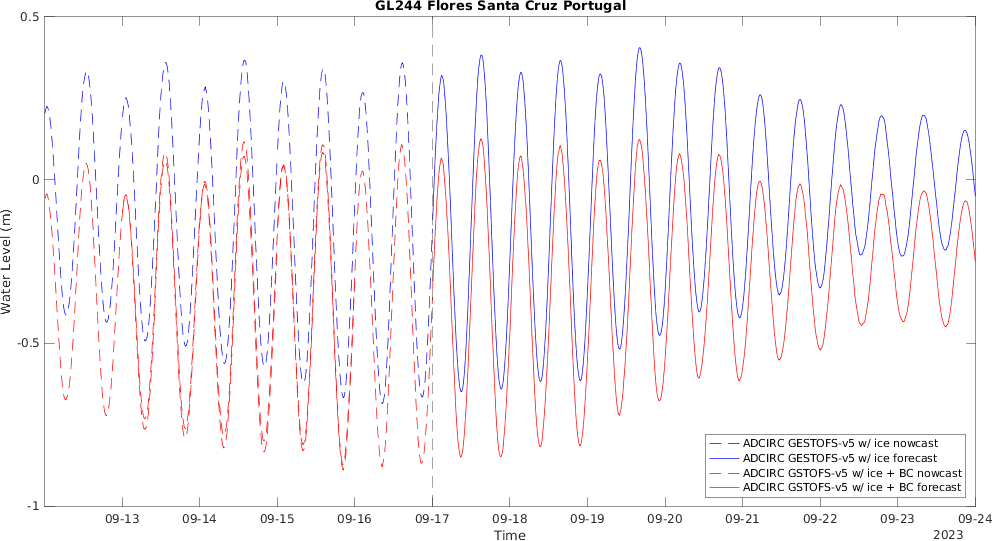 GL244 Flores Santa Cruz Portugal
0.5
0
-0.5
-1
Water Level (m)
ADCIRC GESTOFS-v5 w/ ice nowcast
ADCIRC GESTOFS-v5 w/ ice forecast
ADCIRC GSTOFS-v5 w/ ice + BC nowcast
ADCIRC GSTOFS-v5 w/ ice + BC forecast
09-13 09-14 09-15 09-16 09-17 09-18 09-19 09-20 09-21 09-22 09-23 09-24
Time
2023